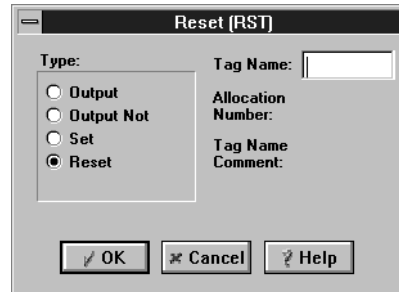 Reset (RST)
Type:
Output
Output Not
Set
Reset
Tag Name:
Allocation
Number:
Tag Name
Comment:
OK
Cancel
Help